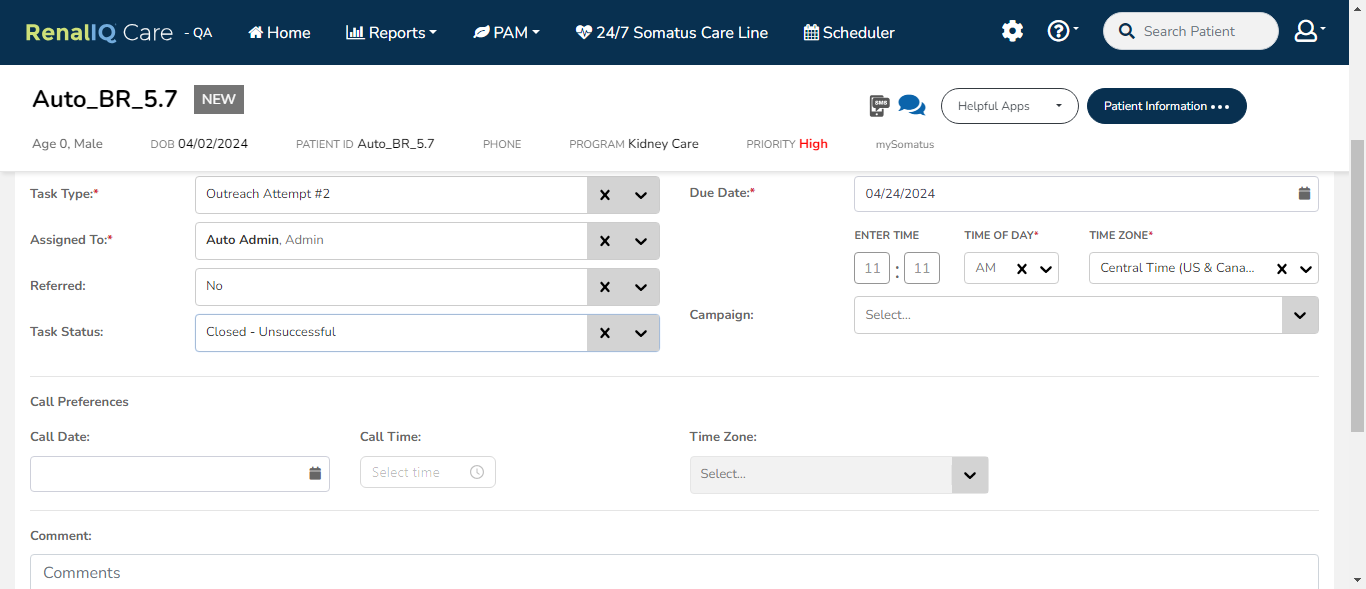 RenalIQ Care - QA Home Reports PAM 24/7 Somatus Care Line Scheduler Search Patient
Auto_BR_5.7 NEW SMS Helpful Apps Patient Information
Age 0, Male DOB 04/02/2024 PATIENT ID Auto_BR_5.7 PHONE PROGRAM Kidney Care PRIORITY High mySomatus
Task Type:* Outreach Attempt #2 Due Date:* 04/24/2024
Assigned To:* Auto Admin, Admin ENTER TIME TIME OF DAY* TIME ZONE*
11 : 11 AM Central Time (US & Cana...
Referred: No
Task Status: Closed - Unsuccessful Campaign: Select...
Call Preferences
Call Date: Call Time: Time Zone:
Select time Select...
Comment:
Comments